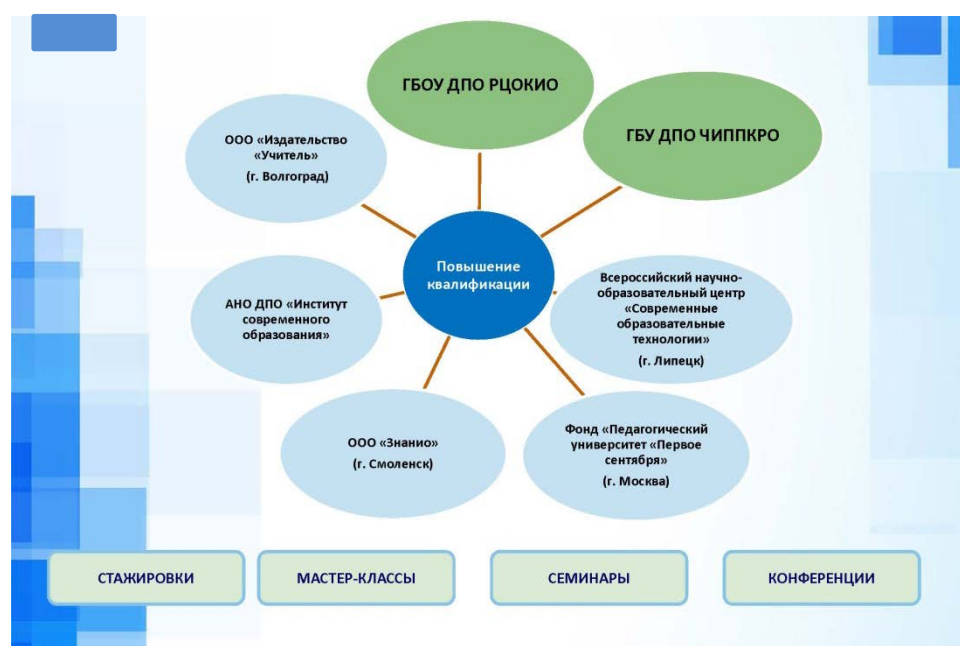 ГБОУ ДПО РЦОКИО
ГБУ ДПО ЧИППКРО
ООО «Издательство
«Учитель»
(г. Волгоград)
Повышение
квалификации
Всероссийский научно-
образовательный центр
«Современные
образовательные
технологии»
(г. Липецк)
АНО ДПО «Институт
современного
образования»
ООО «Знанио»
(г. Смоленск)
Фонд «Педагогический
университет «Первое
сентября»
(г. Москва)
СТАЖИРОВКИ
МАСТЕР-КЛАССЫ
СЕМИНАРЫ
КОНФЕРЕНЦИИ